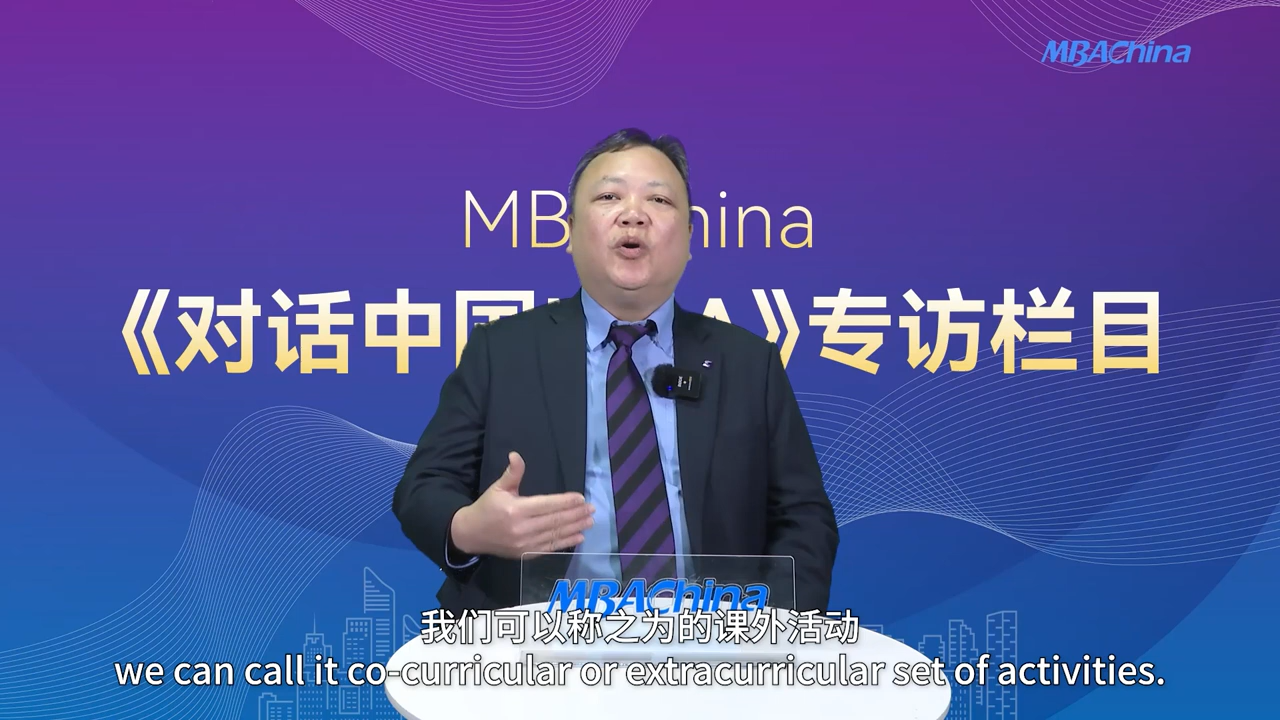 MBAChina
MB hina
《对话中国 A》专访栏目
MBAChina
我们可以称之为的课外活动
we can call it co-curricular or extracurricular set of activities.